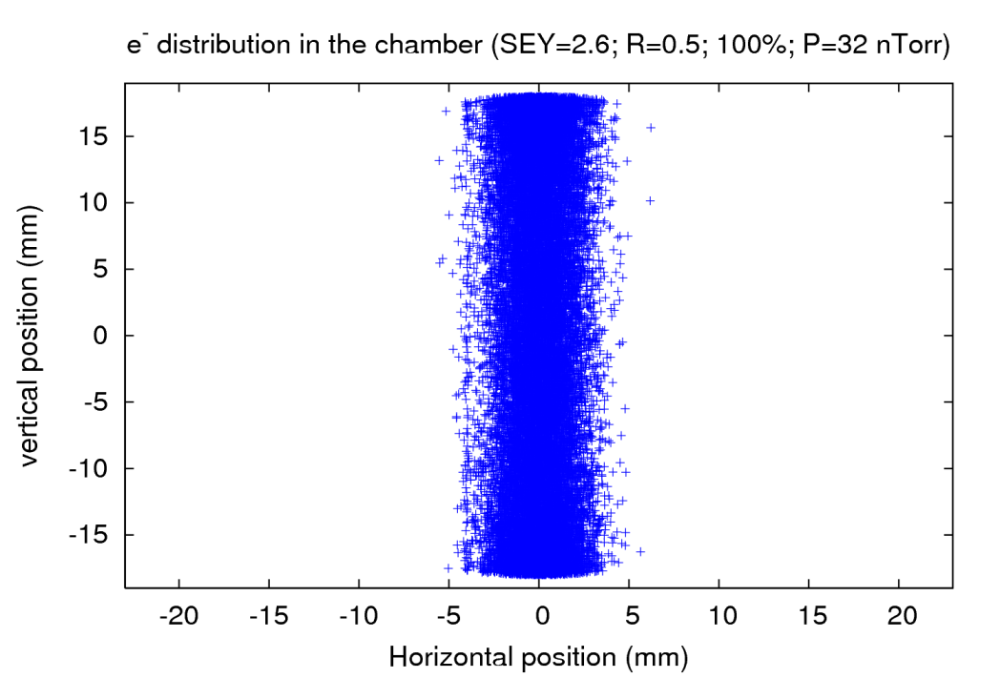 e⁻ distribution in the chamber (SEY=2.6; R=0.5; 100%; P=32 nTorr)
15
10
5
0
-5
-10
-15
vertical position (mm)
-20 -15 -10 -5 0 5 10 15 20
Horizontal position (mm)